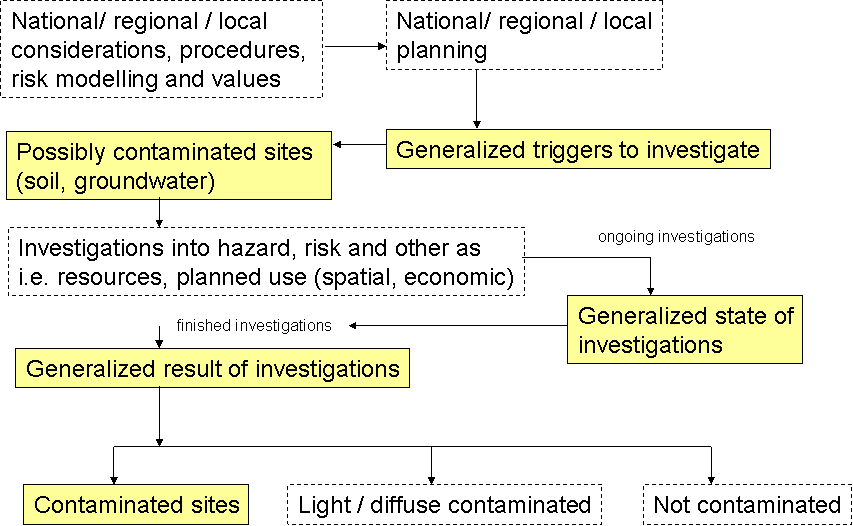 National/ regional / local
considerations, procedures,
risk modelling and values
National/ regional / local
planning
Generalized triggers to investigate
Possibly contaminated sites
(soil, groundwater)
Investigations into hazard, risk and other as
i.e. resources, planned use (spatial, economic)
ongoing investigations
Generalized state of
investigations
finished investigations
Generalized result of investigations
Contaminated sites
Light / diffuse contaminated
Not contaminated